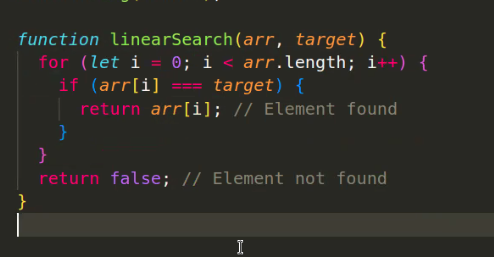 function linearSearch(arr, target) {
  for (let i = 0; i < arr.length; i++) {
    if (arr[i] === target) {
      return arr[i]; // Element found
    }
  }
  return false; // Element not found
}